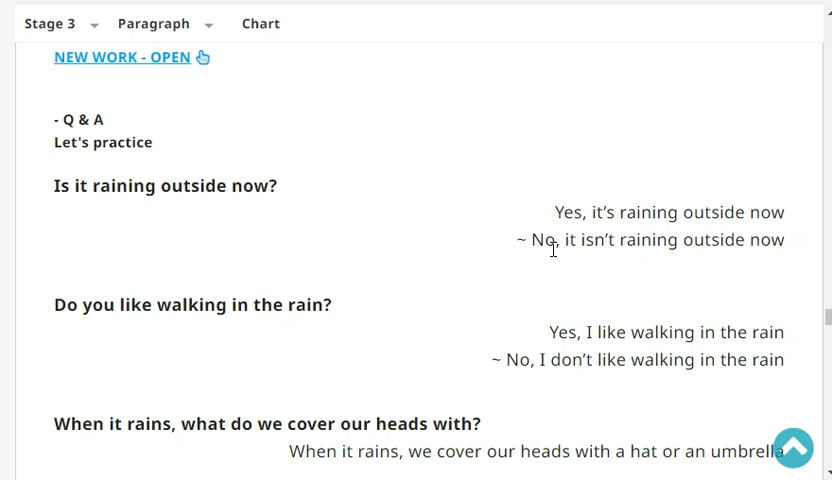 Stage 3 Paragraph Chart
NEW WORK - OPEN
- Q & A
Let's practice
Is it raining outside now?
Yes, it’s raining outside now
~ No, it isn’t raining outside now
Do you like walking in the rain?
Yes, I like walking in the rain
~ No, I don’t like walking in the rain
When it rains, what do we cover our heads with?
When it rains, we cover our heads with a hat or an umbrella